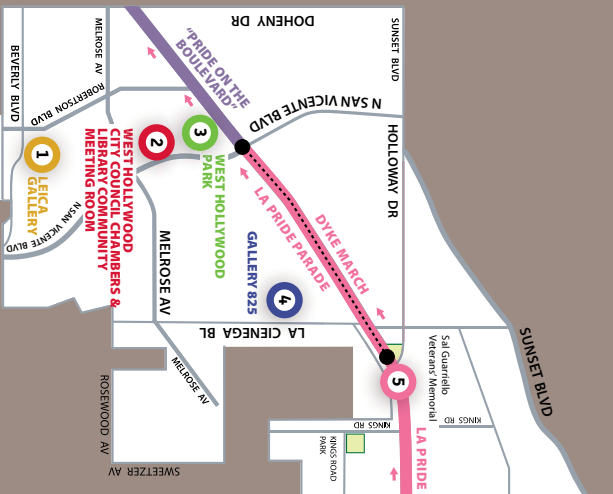 DOHENY DR
MELROSE AV
BEVERLY BLVD
ROBERTSON BLVD
SUNSET BLVD
"PRIDE ON THE
BOULEVARD"
N SAN VICENTE BLVD
HOLLOWAY DR
1
LEICA
GALLERY
2
WEST HOLLYWOOD
CITY COUNCIL CHAMBERS &
LIBRARY COMMUNITY
MEETING ROOM
3
WEST HOLLYWOOD
PARK
N SAN VICENTE BLVD
MELROSE AV
GALLERY 825
4
LA PRIDE PARADE
DYKE MARCH
LA CIENEGA BL
MELROSE AV
ROSEWOOD AV
SWEETZER AV
5
Sal Guarriello
Veterans' Memorial
KINGS RD
KINGS RD
KINGS ROAD
PARK
LA PRIDE
SUNSET BLVD